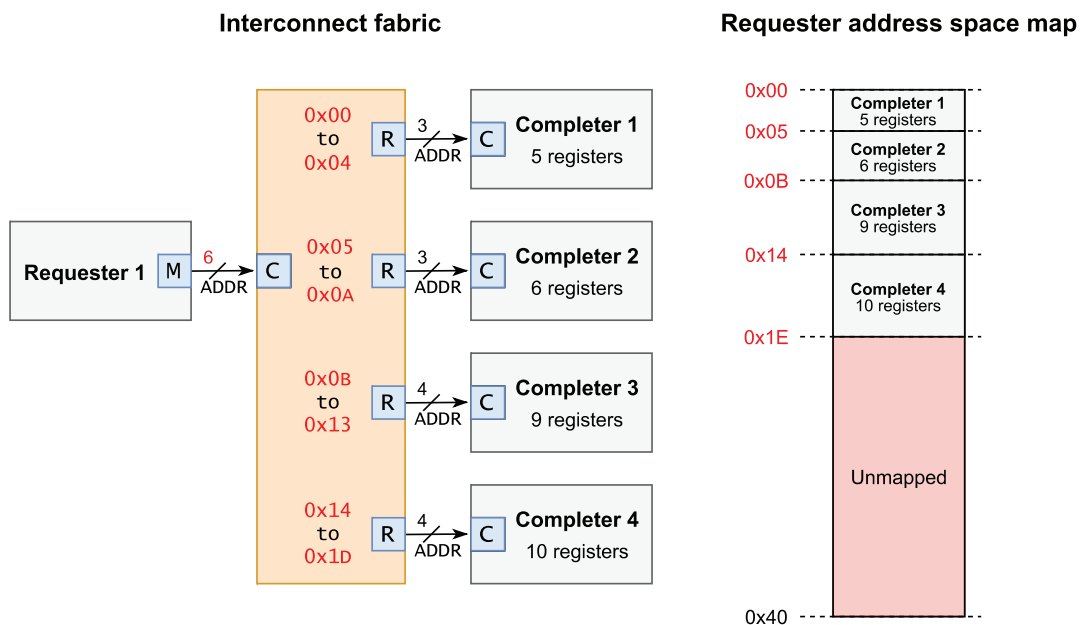 Interconnect fabric
Requester address space map
0x00
to
0x04
R
3
ADDR
C
Completer 1
5 registers
Requester 1
M
6
ADDR
C
0x05
to
0x0A
R
3
ADDR
C
Completer 2
6 registers
0x0B
to
0x13
R
4
ADDR
C
Completer 3
9 registers
0x14
to
0x1D
R
4
ADDR
C
Completer 4
10 registers
0x00
Completer 1
5 registers
0x05
Completer 2
6 registers
0x0B
Completer 3
9 registers
0x14
Completer 4
10 registers
0x1E
Unmapped
0x40